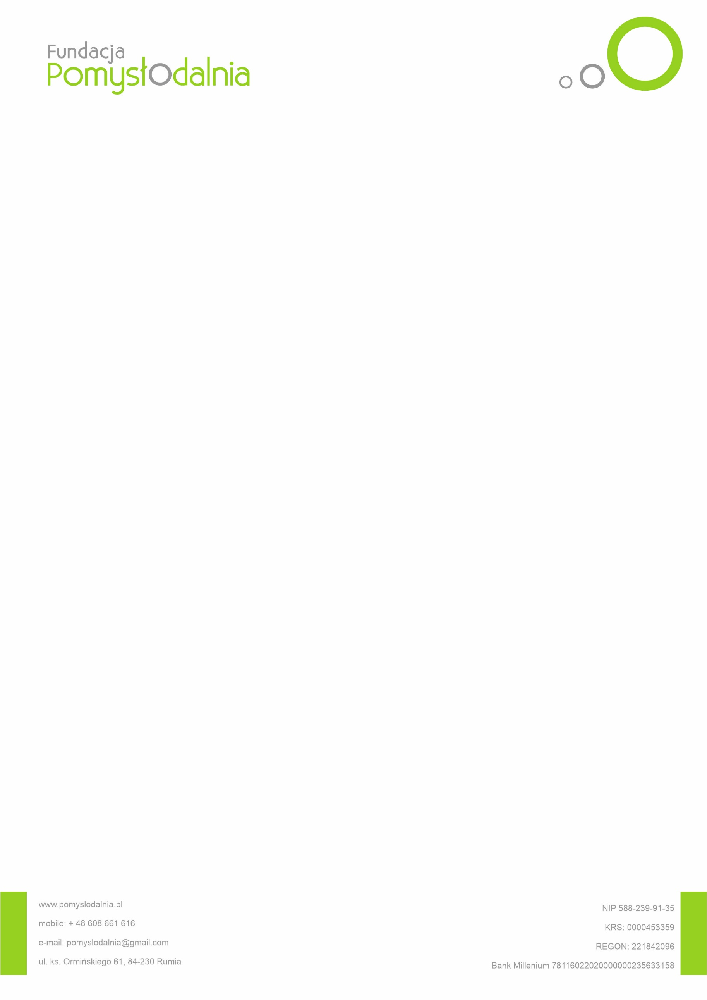 Fundacja
Pomysłodalnia
www.pomyslodalnia.pl
mobile: + 48 608 661 616
e-mail: pomyslodalnia@gmail.com
ul. ks. Ormińskiego 61, 84-230 Rumia
NIP 588-239-91-35
KRS: 0000453359
REGON: 221842096
Bank Millenium 78116022020000000235633158